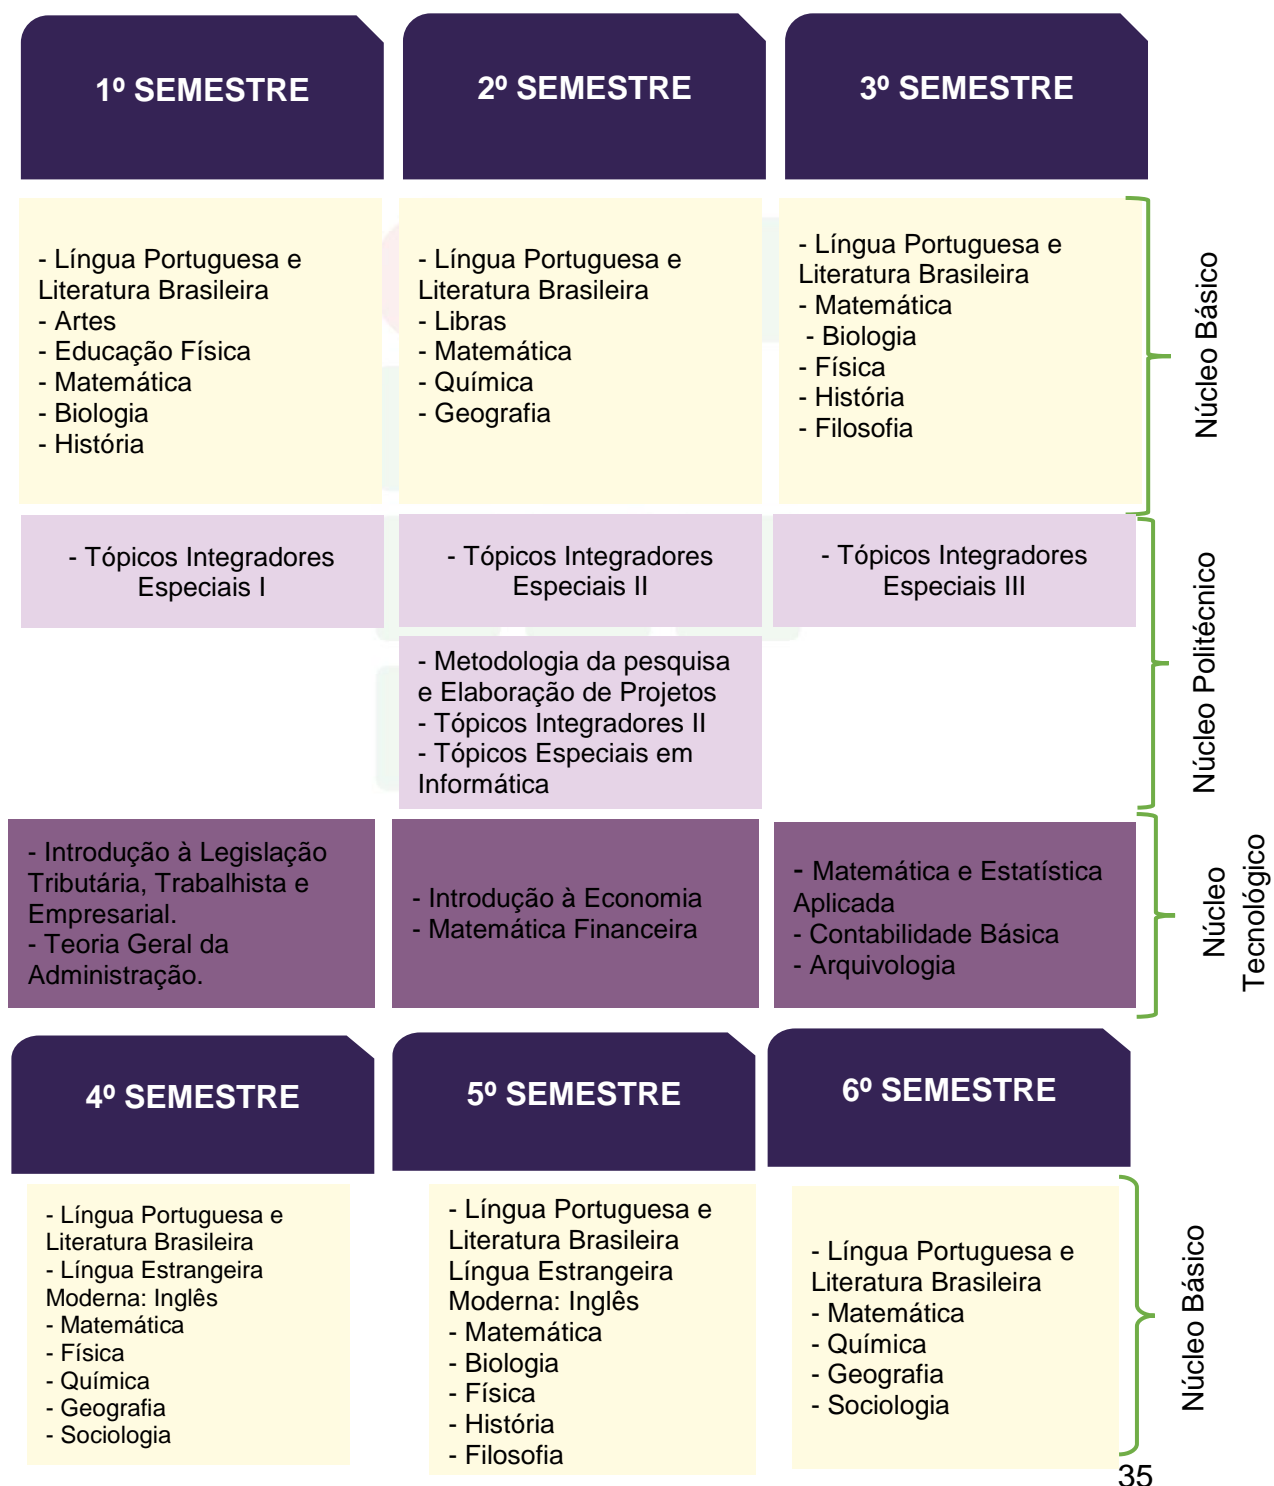 1º SEMESTRE
2º SEMESTRE
3º SEMESTRE
- Língua Portuguesa e
Literatura Brasileira
- Artes
- Educação Física
- Matemática
- Biologia
- História
- Língua Portuguesa e
Literatura Brasileira
- Libras
- Matemática
- Química
- Geografia
- Língua Portuguesa e
Literatura Brasileira
- Matemática
- Biologia
- Física
- História
- Filosofia
Núcleo Básico
- Tópicos Integradores
Especiais I
- Tópicos Integradores
Especiais II
- Tópicos Integradores
Especiais III
- Metodologia da pesquisa
e Elaboração de Projetos
- Tópicos Integradores II
- Tópicos Especiais em
Informática
Núcleo Politécnico
- Introdução à Legislação
Tributária, Trabalhista e
Empresarial.
- Teoria Geral da
Administração.
- Introdução à Economia
- Matemática Financeira
- Matemática e Estatística
Aplicada
- Contabilidade Básica
- Arquivologia
Núcleo
Tecnológico
4º SEMESTRE
5º SEMESTRE
6º SEMESTRE
- Língua Portuguesa e
Literatura Brasileira
- Língua Estrangeira
Moderna: Inglês
- Matemática
- Física
- Química
- Geografia
- Sociologia
- Língua Portuguesa e
Literatura Brasileira
Língua Estrangeira
Moderna: Inglês
- Matemática
- Biologia
- Física
- História
- Filosofia
- Língua Portuguesa e
Literatura Brasileira
- Matemática
- Química
- Geografia
- Sociologia
Núcleo Básico
35